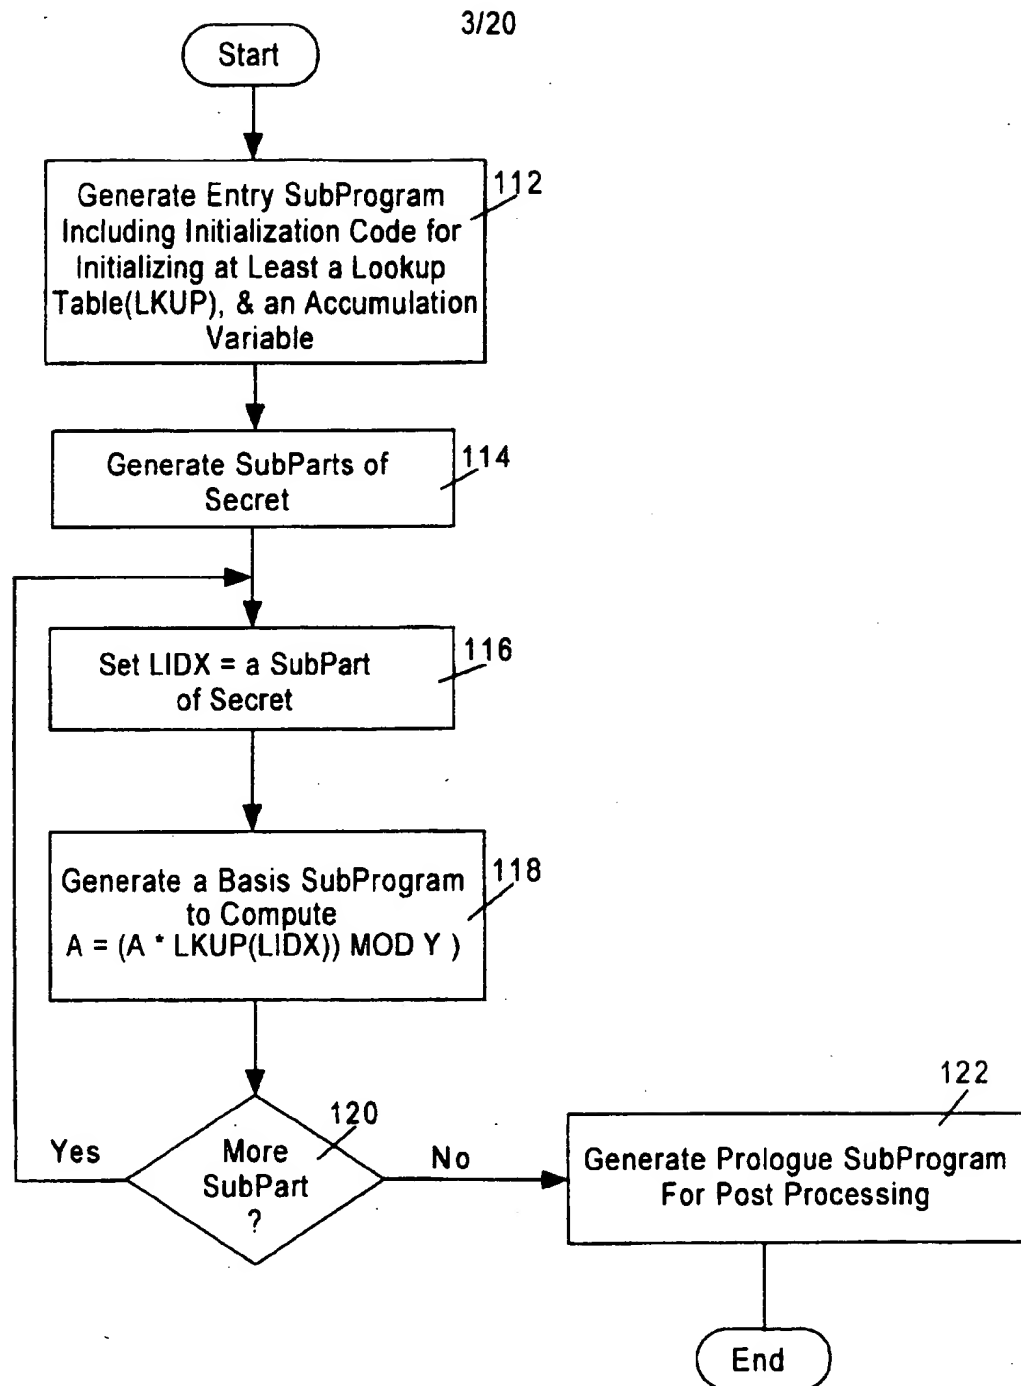 3/20
Start
Generate Entry SubProgram
Including Initialization Code for
Initializing at Least a Lookup
Table(LKUP), & an Accumulation
Variable
112
Generate SubParts of
Secret
114
Set LIDX = a SubPart
of Secret
116
Generate a Basis SubProgram
to Compute
A = (A * LKUP(LIDX)) MOD Y )
118
More
SubPart
?
120
Yes
No
Generate Prologue SubProgram
For Post Processing
122
End